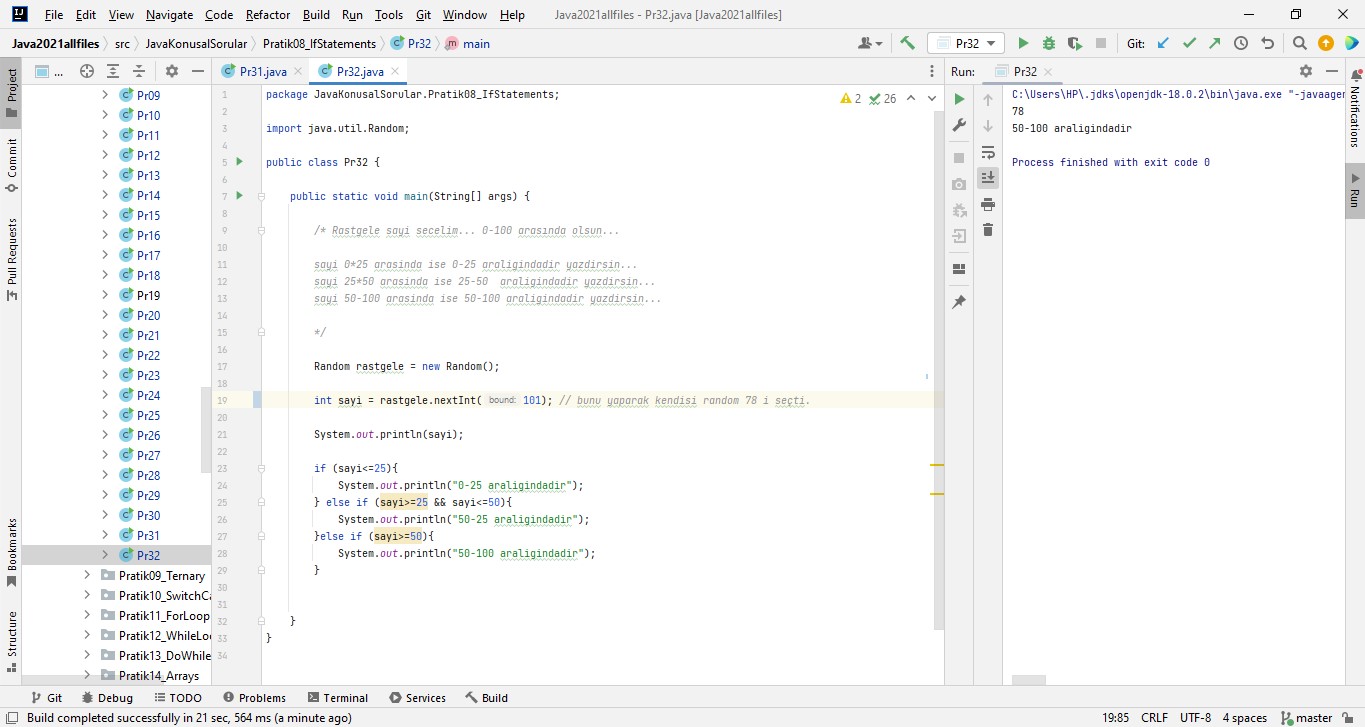 File Edit View Navigate Code Refactor Build Run Tools Git Window Help Java2021allfiles - Pr32.java [Java2021allfiles]
Java2021allfiles src JavaKonusalSorular Pratik08_IfStatements Pr32 main Pr32 Git:
... Pr31.java Pr32.java Run: Pr32
Project
Commit
Pull Requests
Bookmarks
Structure
Pr09
Pr10
Pr11
Pr12
Pr13
Pr14
Pr15
Pr16
Pr17
Pr18
Pr19
Pr20
Pr21
Pr22
Pr23
Pr24
Pr25
Pr26
Pr27
Pr28
Pr29
Pr30
Pr31
Pr32
Pratik09_Ternary
Pratik10_SwitchCa
Pratik11_ForLoop
Pratik12_WhileLo
Pratik13_DoWhile
Pratik14_Arrays
2 26
1 package JavaKonusalSorular.Pratik08_IfStatements;
2
3 import java.util.Random;
4
5 public class Pr32 {
6
7 public static void main(String[] args) {
8
9 /* Rastgele sayi secelim... 0-100 arasında olsun...
10
11 sayi 0*25 arasinda ise 0-25 araligindadir yazdirsin...
12 sayi 25*50 arasinda ise 25-50 araligindadir yazdirsin...
13 sayi 50-100 arasinda ise 50-100 araligindadir yazdirsin...
14
15 */
16
17 Random rastgele = new Random();
18
19 int sayi = rastgele.nextInt( bound: 101); // bunu yaparak kendisi random 78 i seçti.
20
21 System.out.println(sayi);
22
23 if (sayi<=25){
24 System.out.println("0-25 araligindadir");
25 } else if (sayi>=25 && sayi<=50){
26 System.out.println("50-25 araligindadir");
27 }else if (sayi>=50){
28 System.out.println("50-100 araligindadir");
29 }
30
31
32 }
33 }
34
C:\Users\HP\.jdks\openjdk-18.0.2\bin\java.exe "-javaagen
78
50-100 araligindadir
Process finished with exit code 0
Notifications
Run
Git Debug TODO Problems Terminal Services Build
Build completed successfully in 21 sec, 564 ms (a minute ago) 19:85 CRLF UTF-8 4 spaces master